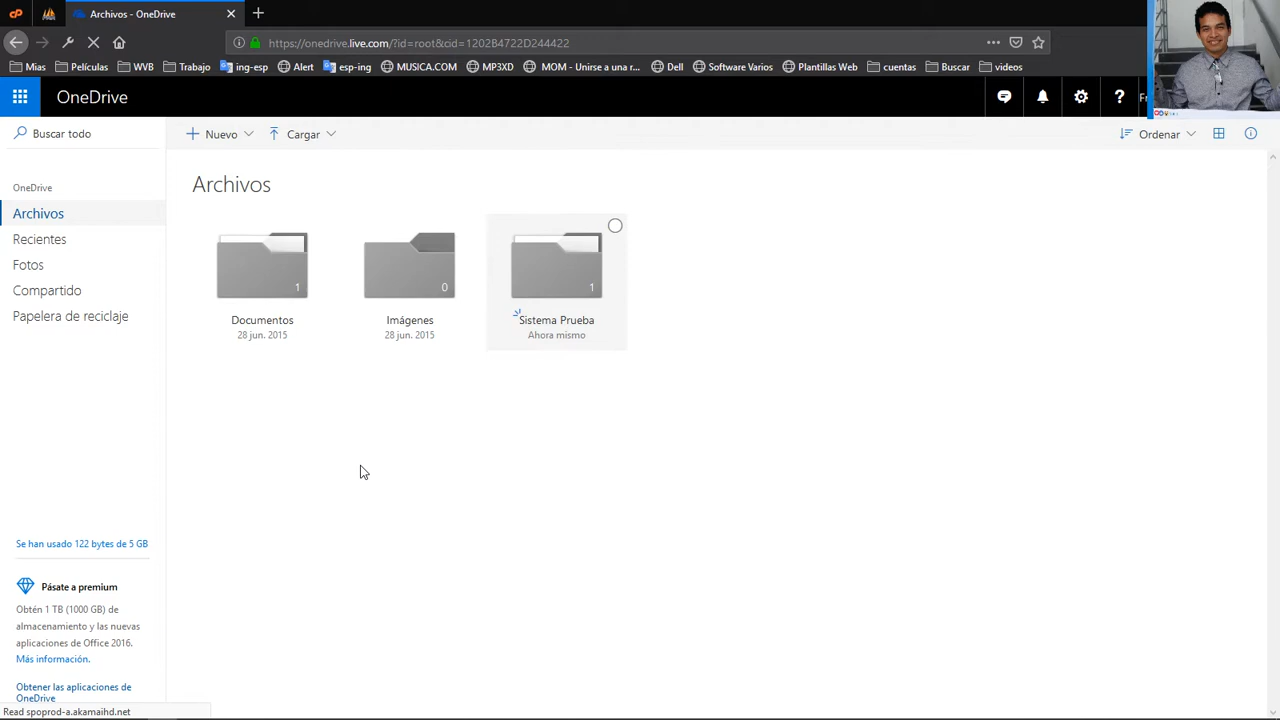 Archivos - OneDrive
https://onedrive.live.com/?id=root&cid=1202B4722D244422
Mias
Películas
WVB
Trabajo
ing-esp
Alert
esp-ing
MUSICA.COM
MP3XD
MOM - Unirse a una r...
Dell
Software Varios
Plantillas Web
cuentas
Buscar
videos
OneDrive
Buscar todo
Nuevo
Cargar
Ordenar
OneDrive
Archivos
Recientes
Fotos
Compartido
Papelera de reciclaje
Archivos
1
0
1
Documentos
Imágenes
Sistema Prueba
28 jun. 2015
28 jun. 2015
Ahora mismo
Se han usado 122 bytes de 5 GB
Pásate a premium
Obtén 1 TB (1000 GB) de
almacenamiento y las nuevas
aplicaciones de Office 2016.
Más información.
Obtener las aplicaciones de
OneDrive
Read spoprod-a.akamaihd.net